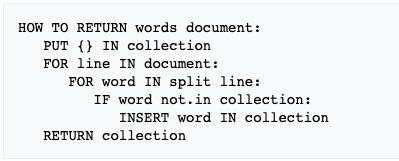 HOW TO RETURN words document:
   PUT {} IN collection
   FOR line IN document:
      FOR word IN split line:
         IF word not.in collection:
            INSERT word IN collection
   RETURN collection